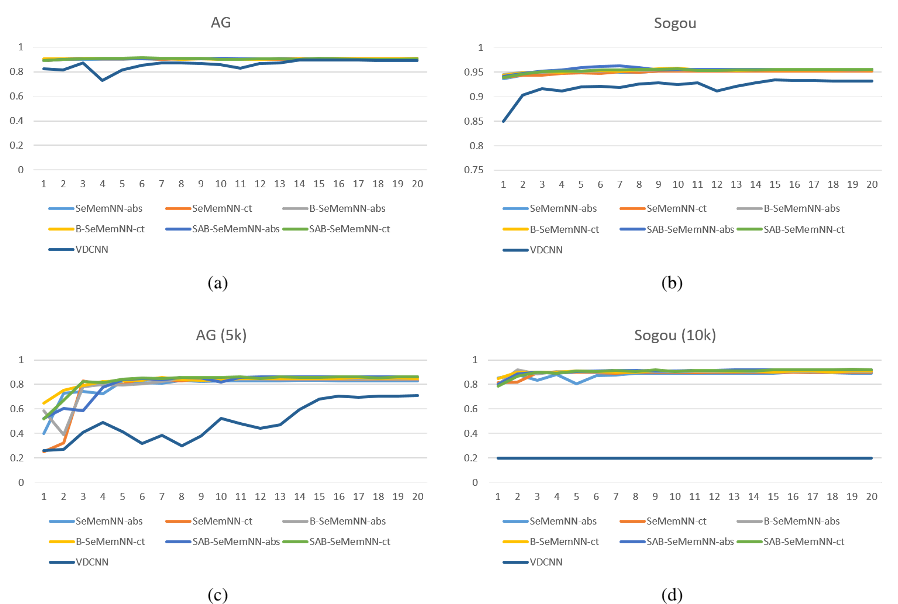 AG
1
0.8
0.6
0.4
0.2
0
1 2 3 4 5 6 7 8 9 10 11 12 13 14 15 16 17 18 19 20
SeMemNN-abs SeMemNN-ct B-SeMemNN-abs
B-SeMemNN-ct SAB-SeMemNN-abs SAB-SeMemNN-ct
VDCNN
(a)
Sogou
1
0.95
0.9
0.85
0.8
0.75
1 2 3 4 5 6 7 8 9 10 11 12 13 14 15 16 17 18 19 20
SeMemNN-abs SeMemNN-ct B-SeMemNN-abs
B-SeMemNN-ct SAB-SeMemNN-abs SAB-SeMemNN-ct
VDCNN
(b)
AG (5k)
1
0.8
0.6
0.4
0.2
0
1 2 3 4 5 6 7 8 9 10 11 12 13 14 15 16 17 18 19 20
SeMemNN-abs SeMemNN-ct B-SeMemNN-abs
B-SeMemNN-ct SAB-SeMemNN-abs SAB-SeMemNN-ct
VDCNN
(c)
Sogou (10k)
1
0.8
0.6
0.4
0.2
0
1 2 3 4 5 6 7 8 9 10 11 12 13 14 15 16 17 18 19 20
SeMemNN-abs SeMemNN-ct B-SeMemNN-abs
B-SeMemNN-ct SAB-SeMemNN-abs SAB-SeMemNN-ct
VDCNN
(d)